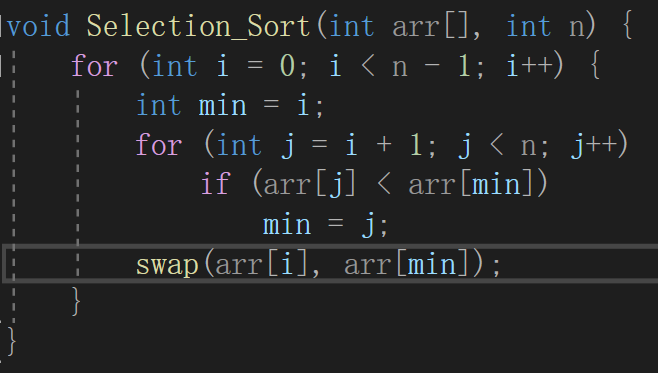 void Selection_Sort(int arr[], int n) {
    for (int i = 0; i < n - 1; i++) {
        int min = i;
        for (int j = i + 1; j < n; j++)
            if (arr[j] < arr[min])
                min = j;
        swap(arr[i], arr[min]);
    }
}